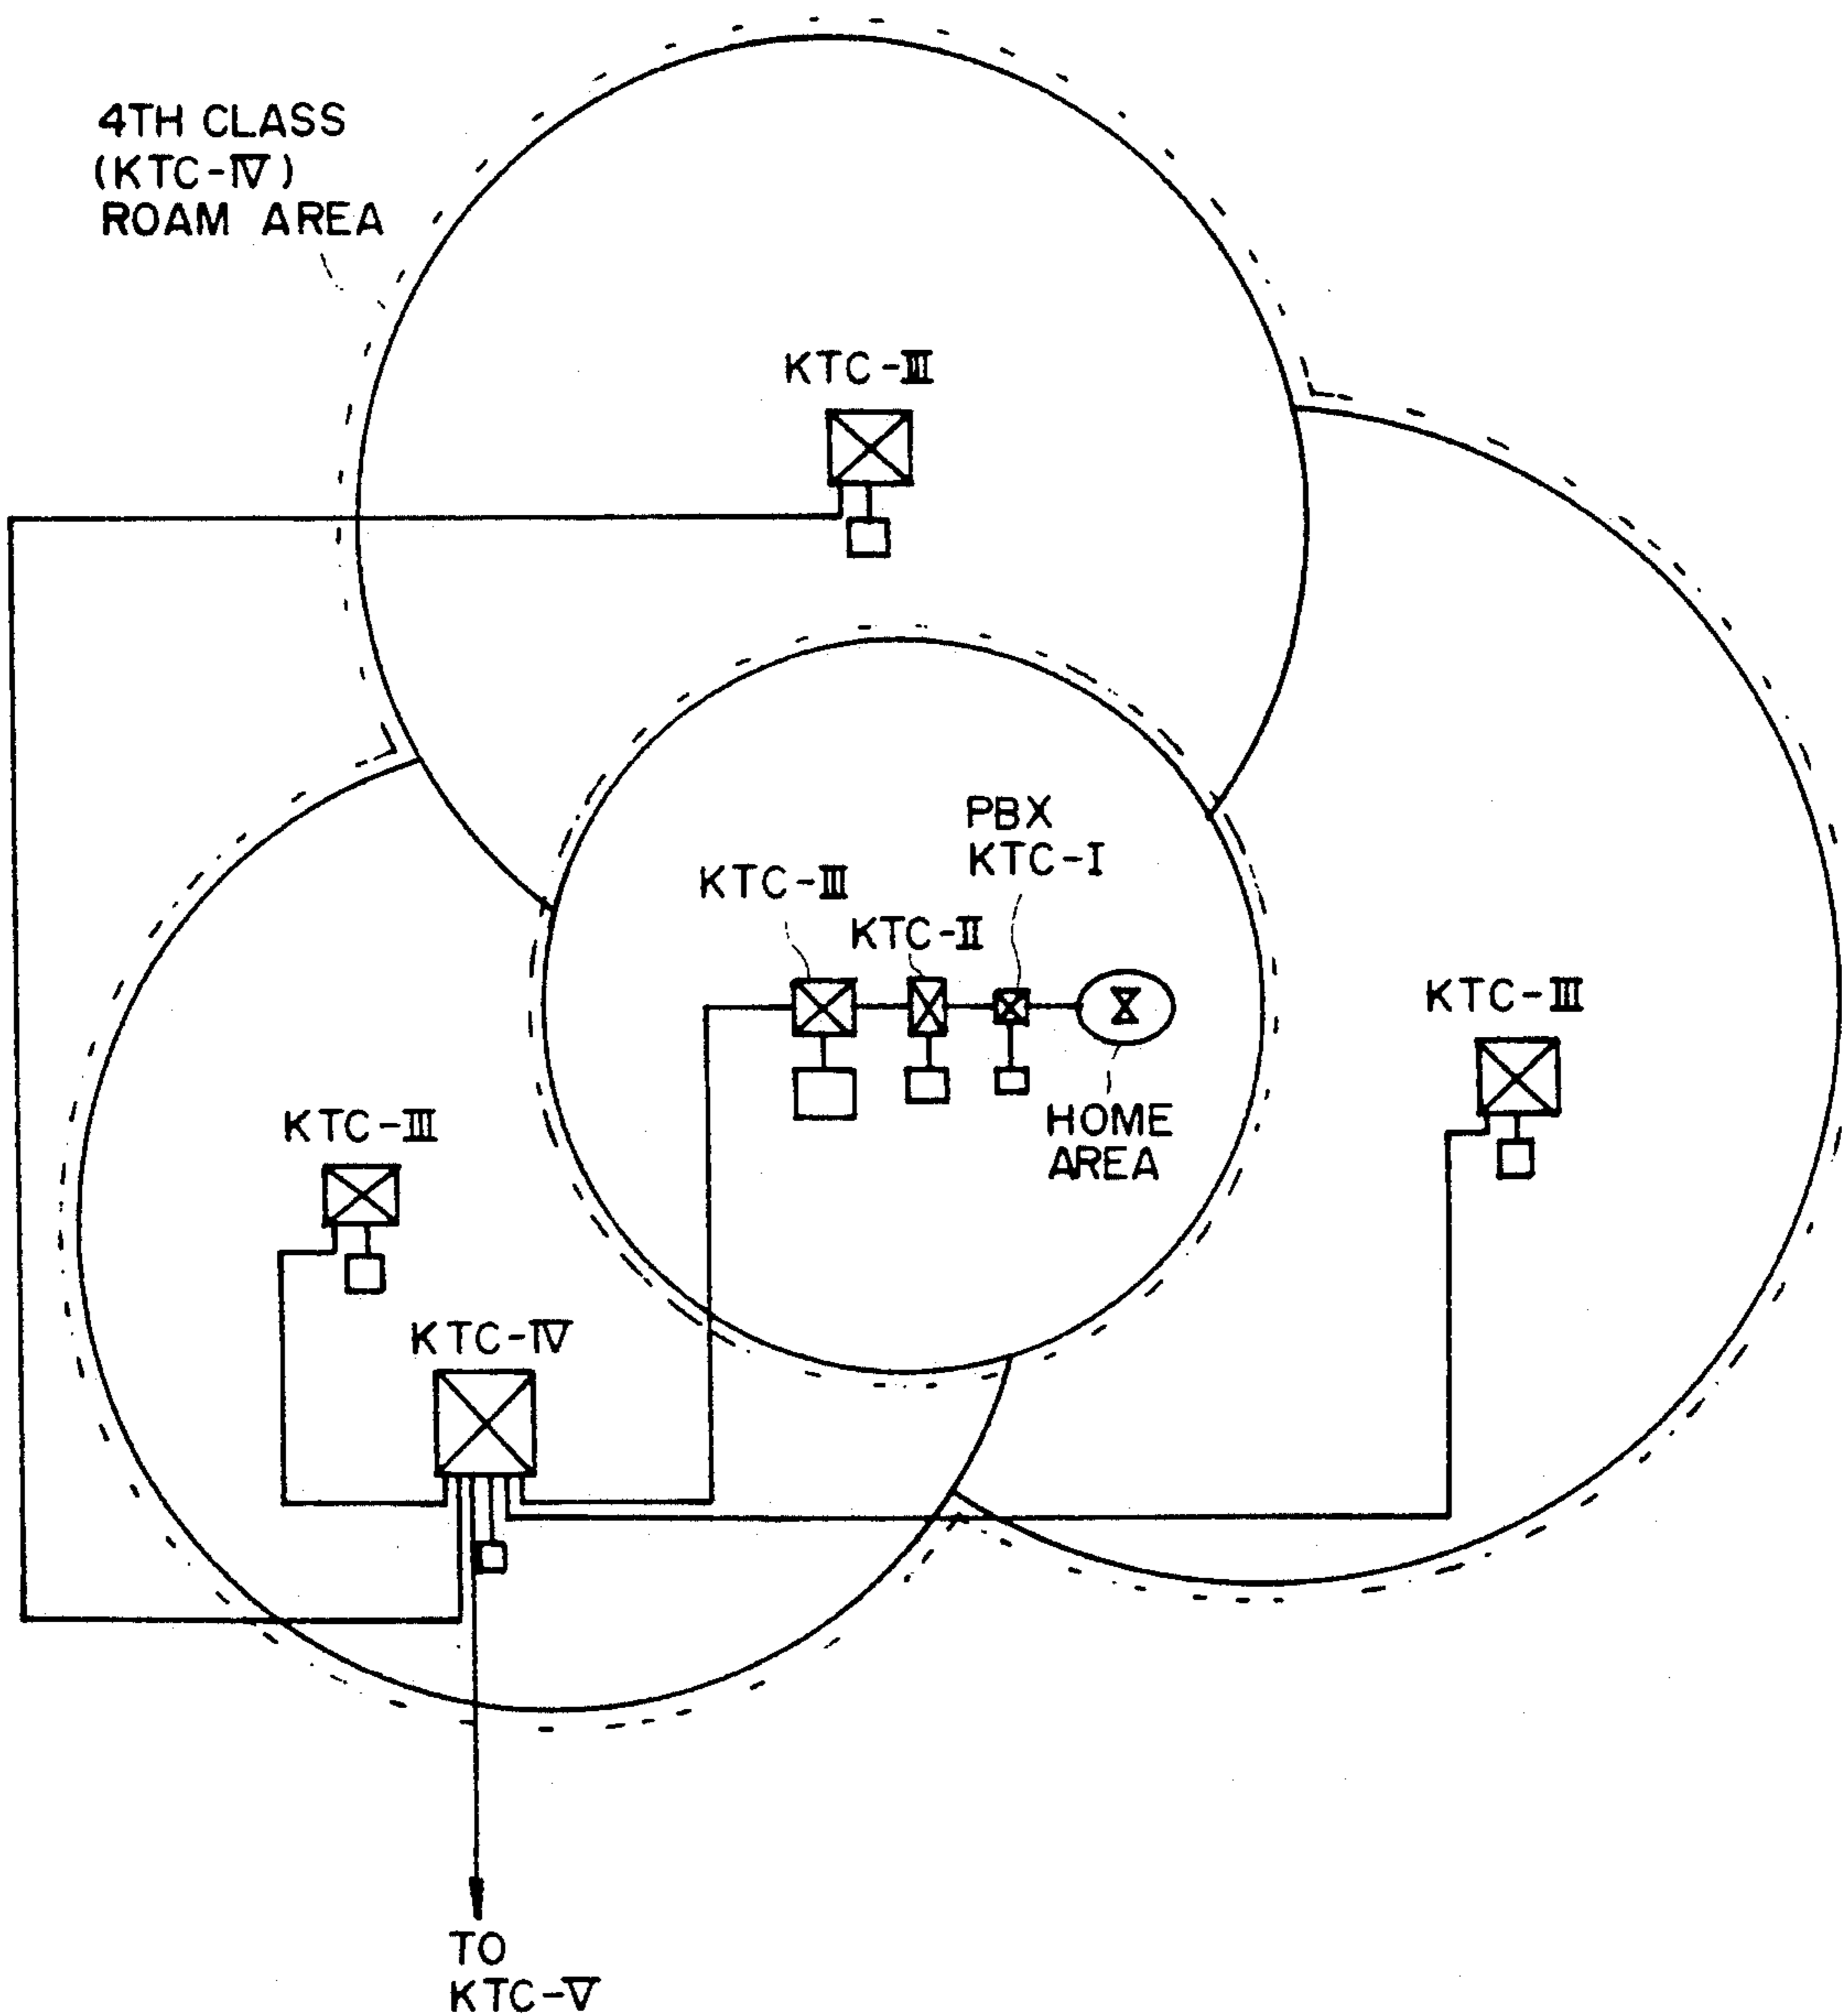 4TH CLASS
(KTC-IV)
ROAM AREA
KTC-III
PBX
KTC-I
KTC-III
KTC-II
X
HOME
AREA
KTC-III
KTC-III
KTC-IV
TO
KTC-V